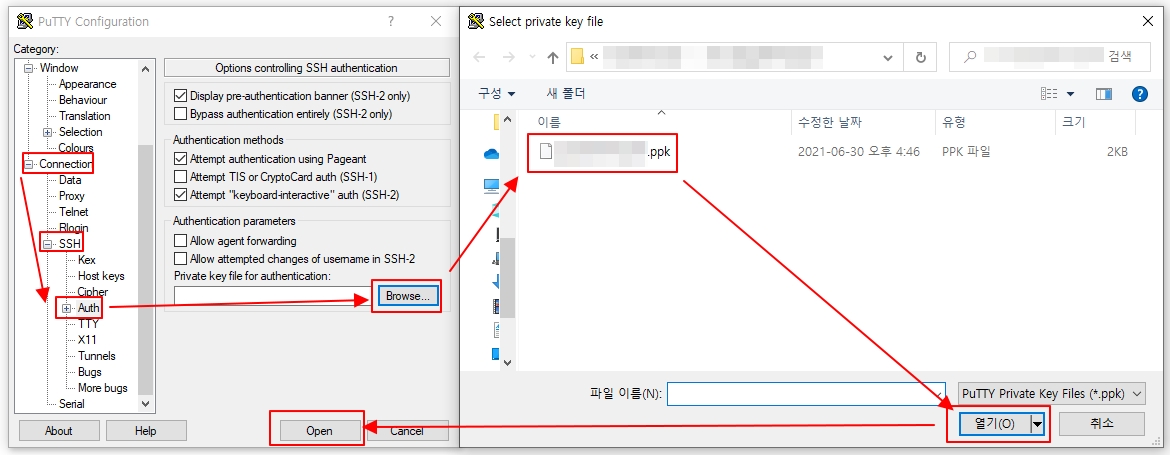 PuTTY Configuration
Category:
Window
Appearance
Behaviour
Translation
Selection
Colours
Connection
Data
Proxy
Telnet
Rlogin
SSH
Kex
Host keys
Cipher
Auth
TTY
X11
Tunnels
Bugs
More bugs
Serial
Options controlling SSH authentication
Display pre-authentication banner (SSH-2 only)
Bypass authentication entirely (SSH-2 only)
Authentication methods
Attempt authentication using Pageant
Attempt TIS or CryptoCard auth (SSH-1)
Attempt "keyboard-interactive" auth (SSH-2)
Authentication parameters
Allow agent forwarding
Allow attempted changes of username in SSH-2
Private key file for authentication:
Browse...
About
Help
Open
Cancel
Select private key file
검색
구성
새 폴더
이름
수정한 날짜
유형
크기
.ppk
2021-06-30 오후 4:46
PPK 파일
2KB
파일 이름(N):
PuTTY Private Key Files (*.ppk)
열기(O)
취소